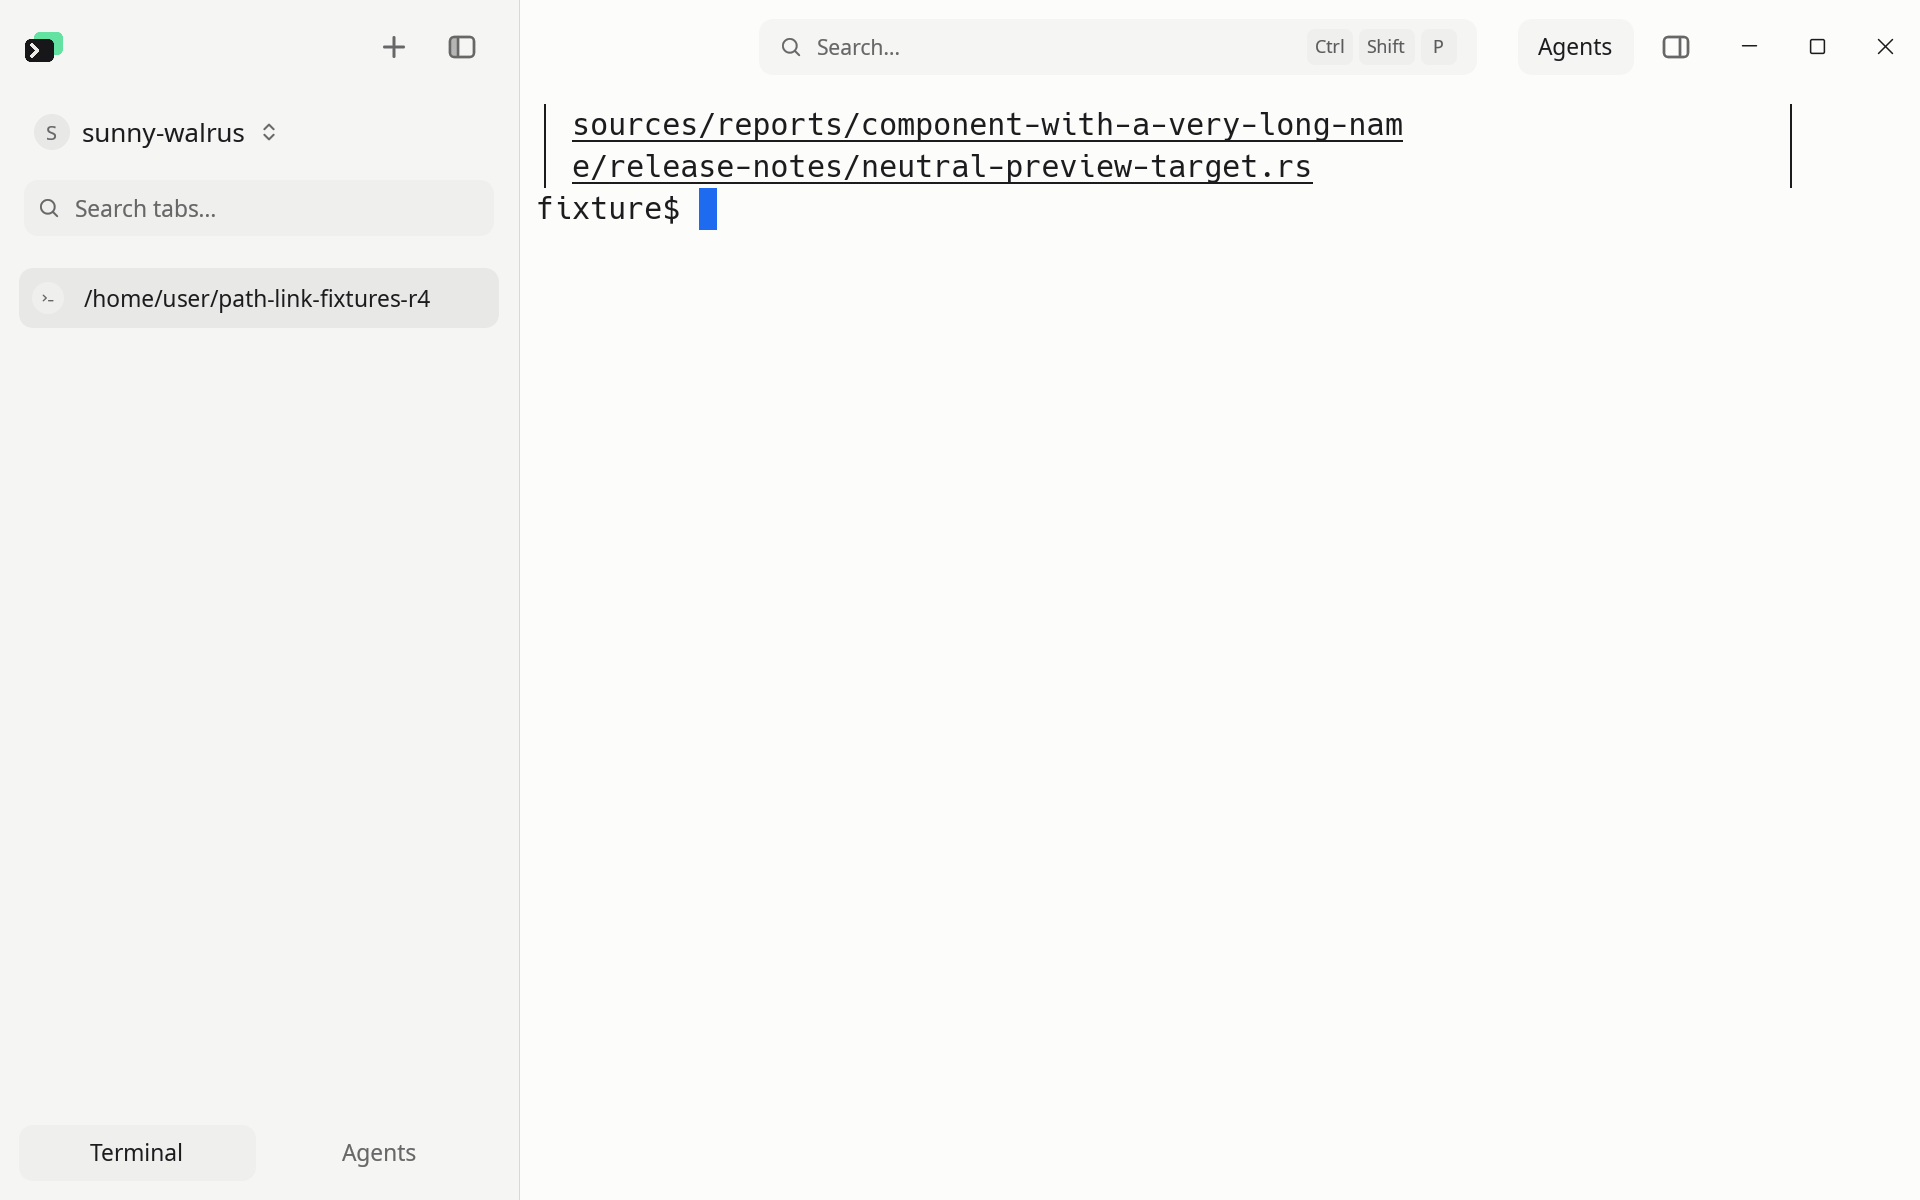 Search...
Ctrl Shift P
Agents
S sunny-walrus
Search tabs...
/home/user/path-link-fixtures-r4
sources/reports/component-with-a-very-long-nam
e/release-notes/neutral-preview-target.rs
fixture$
Terminal
Agents